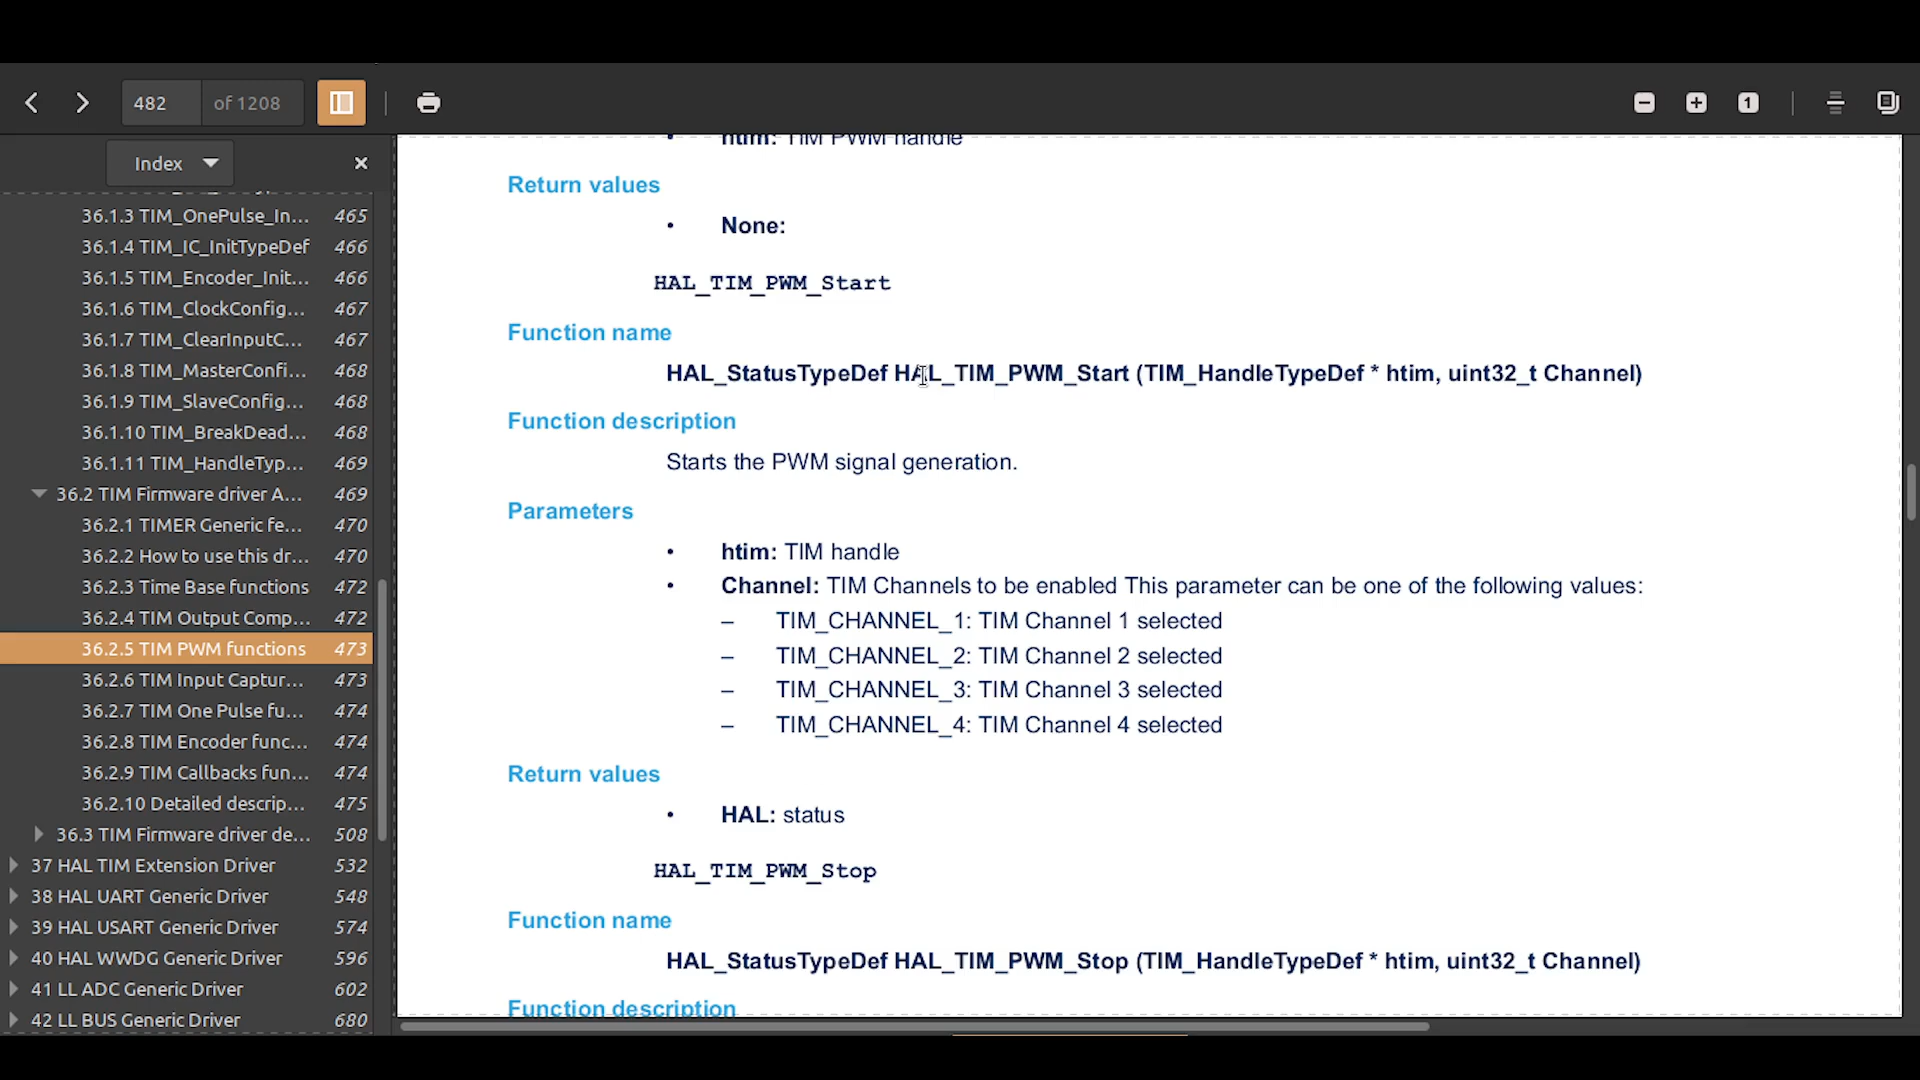 482 of 1208
Index
36.1.3 TIM_OnePulse_In... 465
36.1.4 TIM_IC_InitTypeDef 466
36.1.5 TIM_Encoder_Init... 466
36.1.6 TIM_ClockConfig... 467
36.1.7 TIM_ClearInputC... 467
36.1.8 TIM_MasterConfi... 468
36.1.9 TIM_SlaveConfig... 468
36.1.10 TIM_BreakDead... 468
36.1.11 TIM_HandleTyp... 469
36.2 TIM Firmware driver A... 469
36.2.1 TIMER Generic fe... 470
36.2.2 How to use this dr... 470
36.2.3 Time Base functions 472
36.2.4 TIM Output Comp... 472
36.2.5 TIM PWM functions 473
36.2.6 TIM Input Captur... 473
36.2.7 TIM One Pulse fu... 474
36.2.8 TIM Encoder func... 474
36.2.9 TIM Callbacks fun... 474
36.2.10 Detailed descrip... 475
36.3 TIM Firmware driver de... 508
37 HAL TIM Extension Driver 532
38 HAL UART Generic Driver 548
39 HAL USART Generic Driver 574
40 HAL WWDG Generic Driver 596
41 LL ADC Generic Driver 602
42 LL BUS Generic Driver 680
• htim: TIM PWM handle
Return values
• None:
HAL_TIM_PWM_Start
Function name
HAL_StatusTypeDef HAL_TIM_PWM_Start (TIM_HandleTypeDef * htim, uint32_t Channel)
Function description
Starts the PWM signal generation.
Parameters
• htim: TIM handle
• Channel: TIM Channels to be enabled This parameter can be one of the following values:
– TIM_CHANNEL_1: TIM Channel 1 selected
– TIM_CHANNEL_2: TIM Channel 2 selected
– TIM_CHANNEL_3: TIM Channel 3 selected
– TIM_CHANNEL_4: TIM Channel 4 selected
Return values
• HAL: status
HAL_TIM_PWM_Stop
Function name
HAL_StatusTypeDef HAL_TIM_PWM_Stop (TIM_HandleTypeDef * htim, uint32_t Channel)
Function description